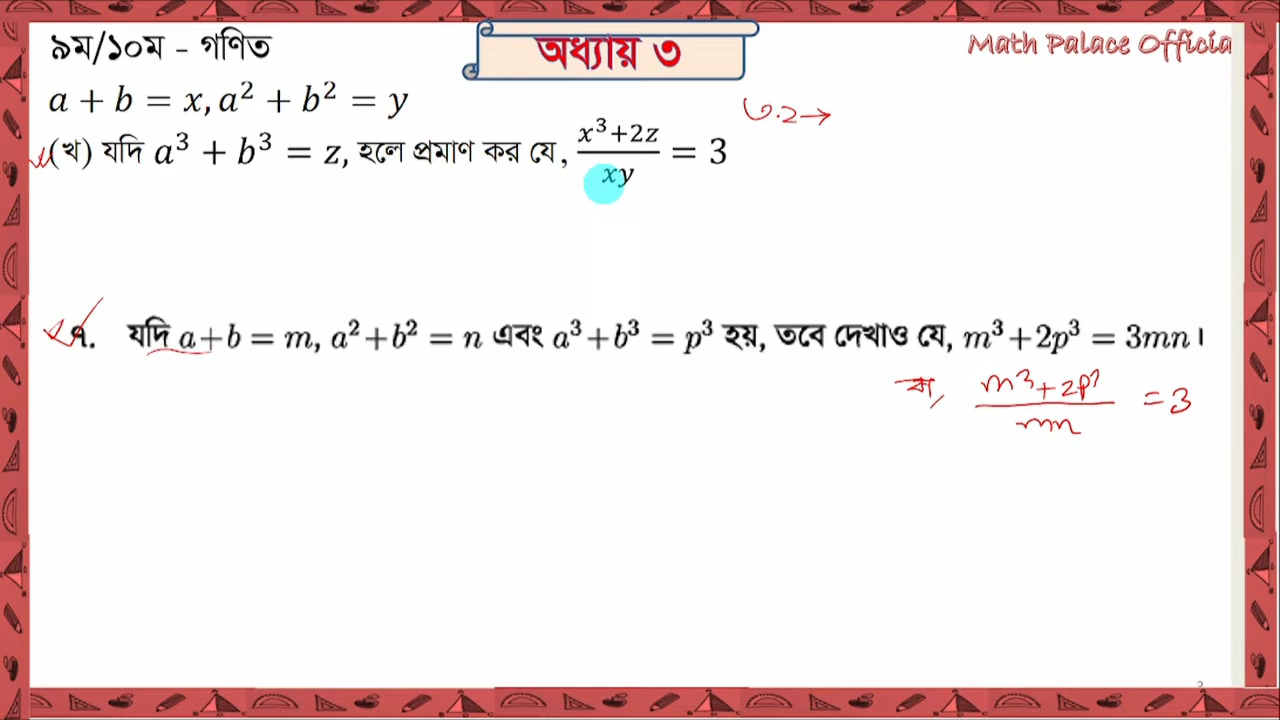 ৯ম/১০ম - গণিত
অধ্যায় ৩
Math Palace Officia
a + b = x, a² + b² = y
৩.২→
(খ) যদি a³ + b³ = z, হলে প্রমাণ কর যে, (x³+2z)/(xy) = 3
৭. যদি a+b = m, a²+b² = n এবং a³+b³ = p³ হয়, তবে দেখাও যে, m³+2p³ = 3mn।
বা, (m³+2p³)/(mn) = 3
3